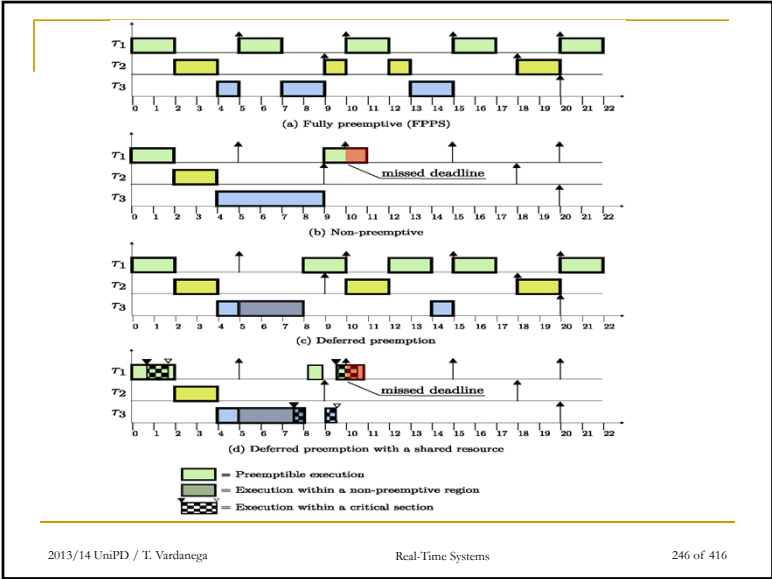 τ1
τ2
τ3
0 1 2 3 4 5 6 7 8 9 10 11 12 13 14 15 16 17 18 19 20 21 22
(a) Fully preemptive (FPPS)
τ1
τ2
missed deadline
τ3
0 1 2 3 4 5 6 7 8 9 10 11 12 13 14 15 16 17 18 19 20 21 22
(b) Non-preemptive
τ1
τ2
τ3
0 1 2 3 4 5 6 7 8 9 10 11 12 13 14 15 16 17 18 19 20 21 22
(c) Deferred preemption
τ1
τ2
missed deadline
τ3
0 1 2 3 4 5 6 7 8 9 10 11 12 13 14 15 16 17 18 19 20 21 22
(d) Deferred preemption with a shared resource
= Preemptible execution
= Execution within a non-preemptive region
= Execution within a critical section
2013/14 UniPD / T. Vardanega
Real-Time Systems
246 of 416